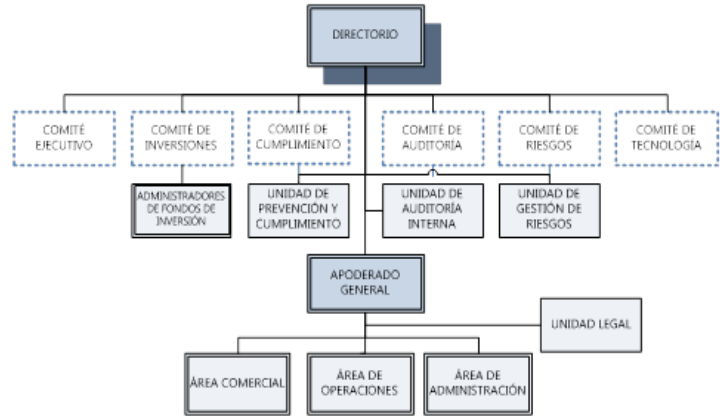 DIRECTORIO
COMITÉ
EJECUTIVO
COMITÉ DE
INVERSIONES
COMITÉ DE
CUMPLIMIENTO
COMITÉ DE
AUDITORIA
COMITÉ DE
RIESGOS
COMITÉ DE
TECNOLOGÍA
ADMINISTRADORES
DE FONDOS DE
INVERSIÓN
UNIDAD DE
PREVENCIÓN Y
CUMPLIMIENTO
UNIDAD DE
AUDITORÍA
INTERNA
UNIDAD DE
GESTIÓN DE
RIESGOS
APODERADO
GENERAL
UNIDAD LEGAL
ÁREA COMERCIAL
ÁREA DE
OPERACIONES
ÁREA DE
ADMINISTRACIÓN